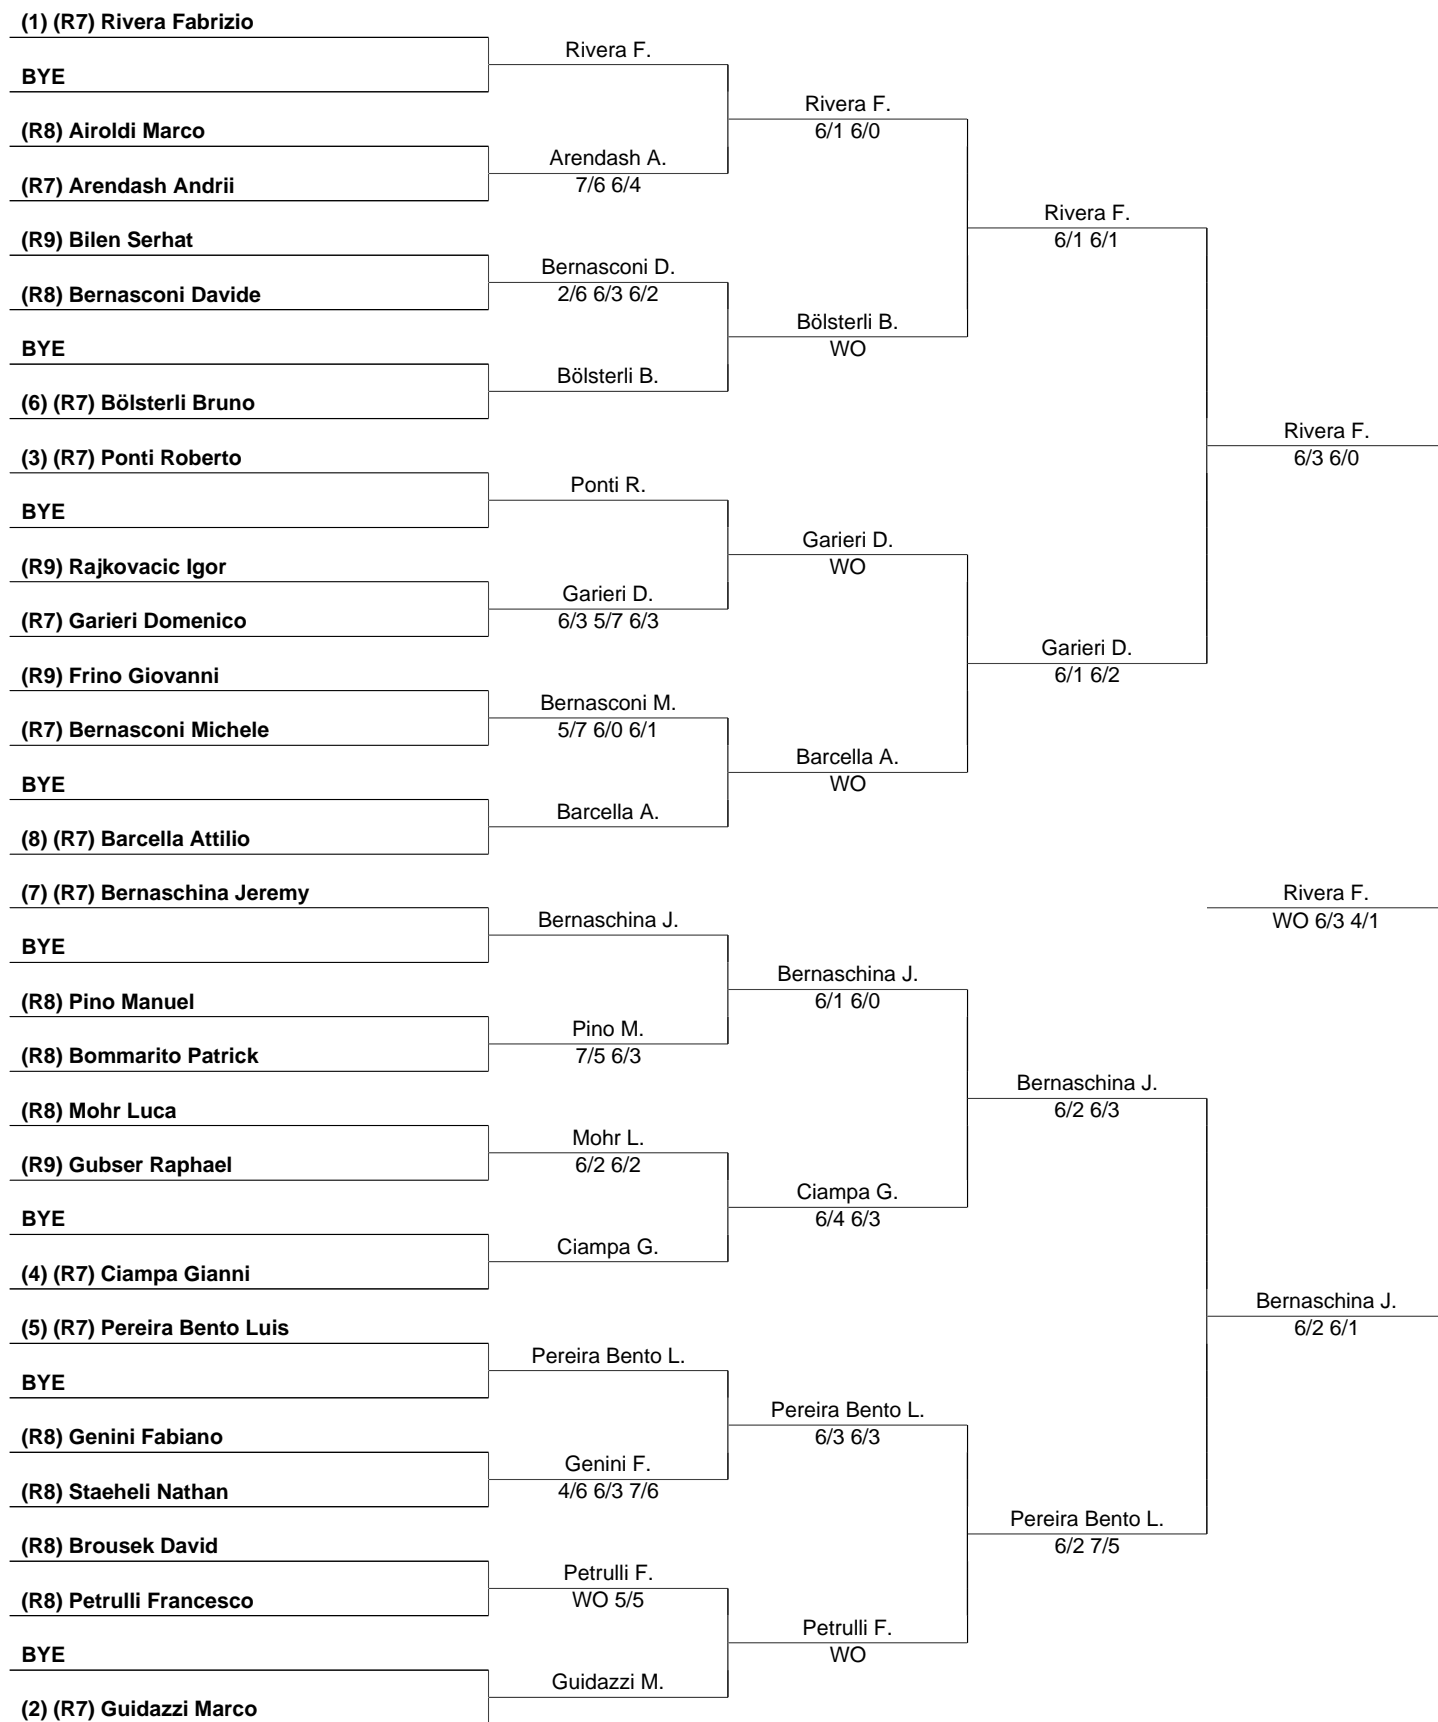 (1) (R7) Rivera Fabrizio
Rivera F.
BYE
Rivera F.
6/1 6/0
(R8) Airoldi Marco
Arendash A.
7/6 6/4
(R7) Arendash Andrii
Rivera F.
6/1 6/1
(R9) Bilen Serhat
Bernasconi D.
2/6 6/3 6/2
(R8) Bernasconi Davide
Bölsterli B.
WO
BYE
Bölsterli B.
(6) (R7) Bölsterli Bruno
Rivera F.
6/3 6/0
(3) (R7) Ponti Roberto
Ponti R.
BYE
Garieri D.
WO
(R9) Rajkovacic Igor
Garieri D.
6/3 5/7 6/3
(R7) Garieri Domenico
Garieri D.
6/1 6/2
(R9) Frino Giovanni
Bernasconi M.
5/7 6/0 6/1
(R7) Bernasconi Michele
Barcella A.
WO
BYE
Barcella A.
(8) (R7) Barcella Attilio
(7) (R7) Bernaschina Jeremy
Rivera F.
WO 6/3 4/1
Bernaschina J.
BYE
Bernaschina J.
6/1 6/0
(R8) Pino Manuel
Pino M.
7/5 6/3
(R8) Bommarito Patrick
Bernaschina J.
6/2 6/3
(R8) Mohr Luca
Mohr L.
6/2 6/2
(R9) Gubser Raphael
Ciampa G.
6/4 6/3
BYE
Ciampa G.
(4) (R7) Ciampa Gianni
Bernaschina J.
6/2 6/1
(5) (R7) Pereira Bento Luis
Pereira Bento L.
BYE
Pereira Bento L.
6/3 6/3
(R8) Genini Fabiano
Genini F.
4/6 6/3 7/6
(R8) Staeheli Nathan
Pereira Bento L.
6/2 7/5
(R8) Brousek David
Petrulli F.
WO 5/5
(R8) Petrulli Francesco
Petrulli F.
WO
BYE
Guidazzi M.
(2) (R7) Guidazzi Marco